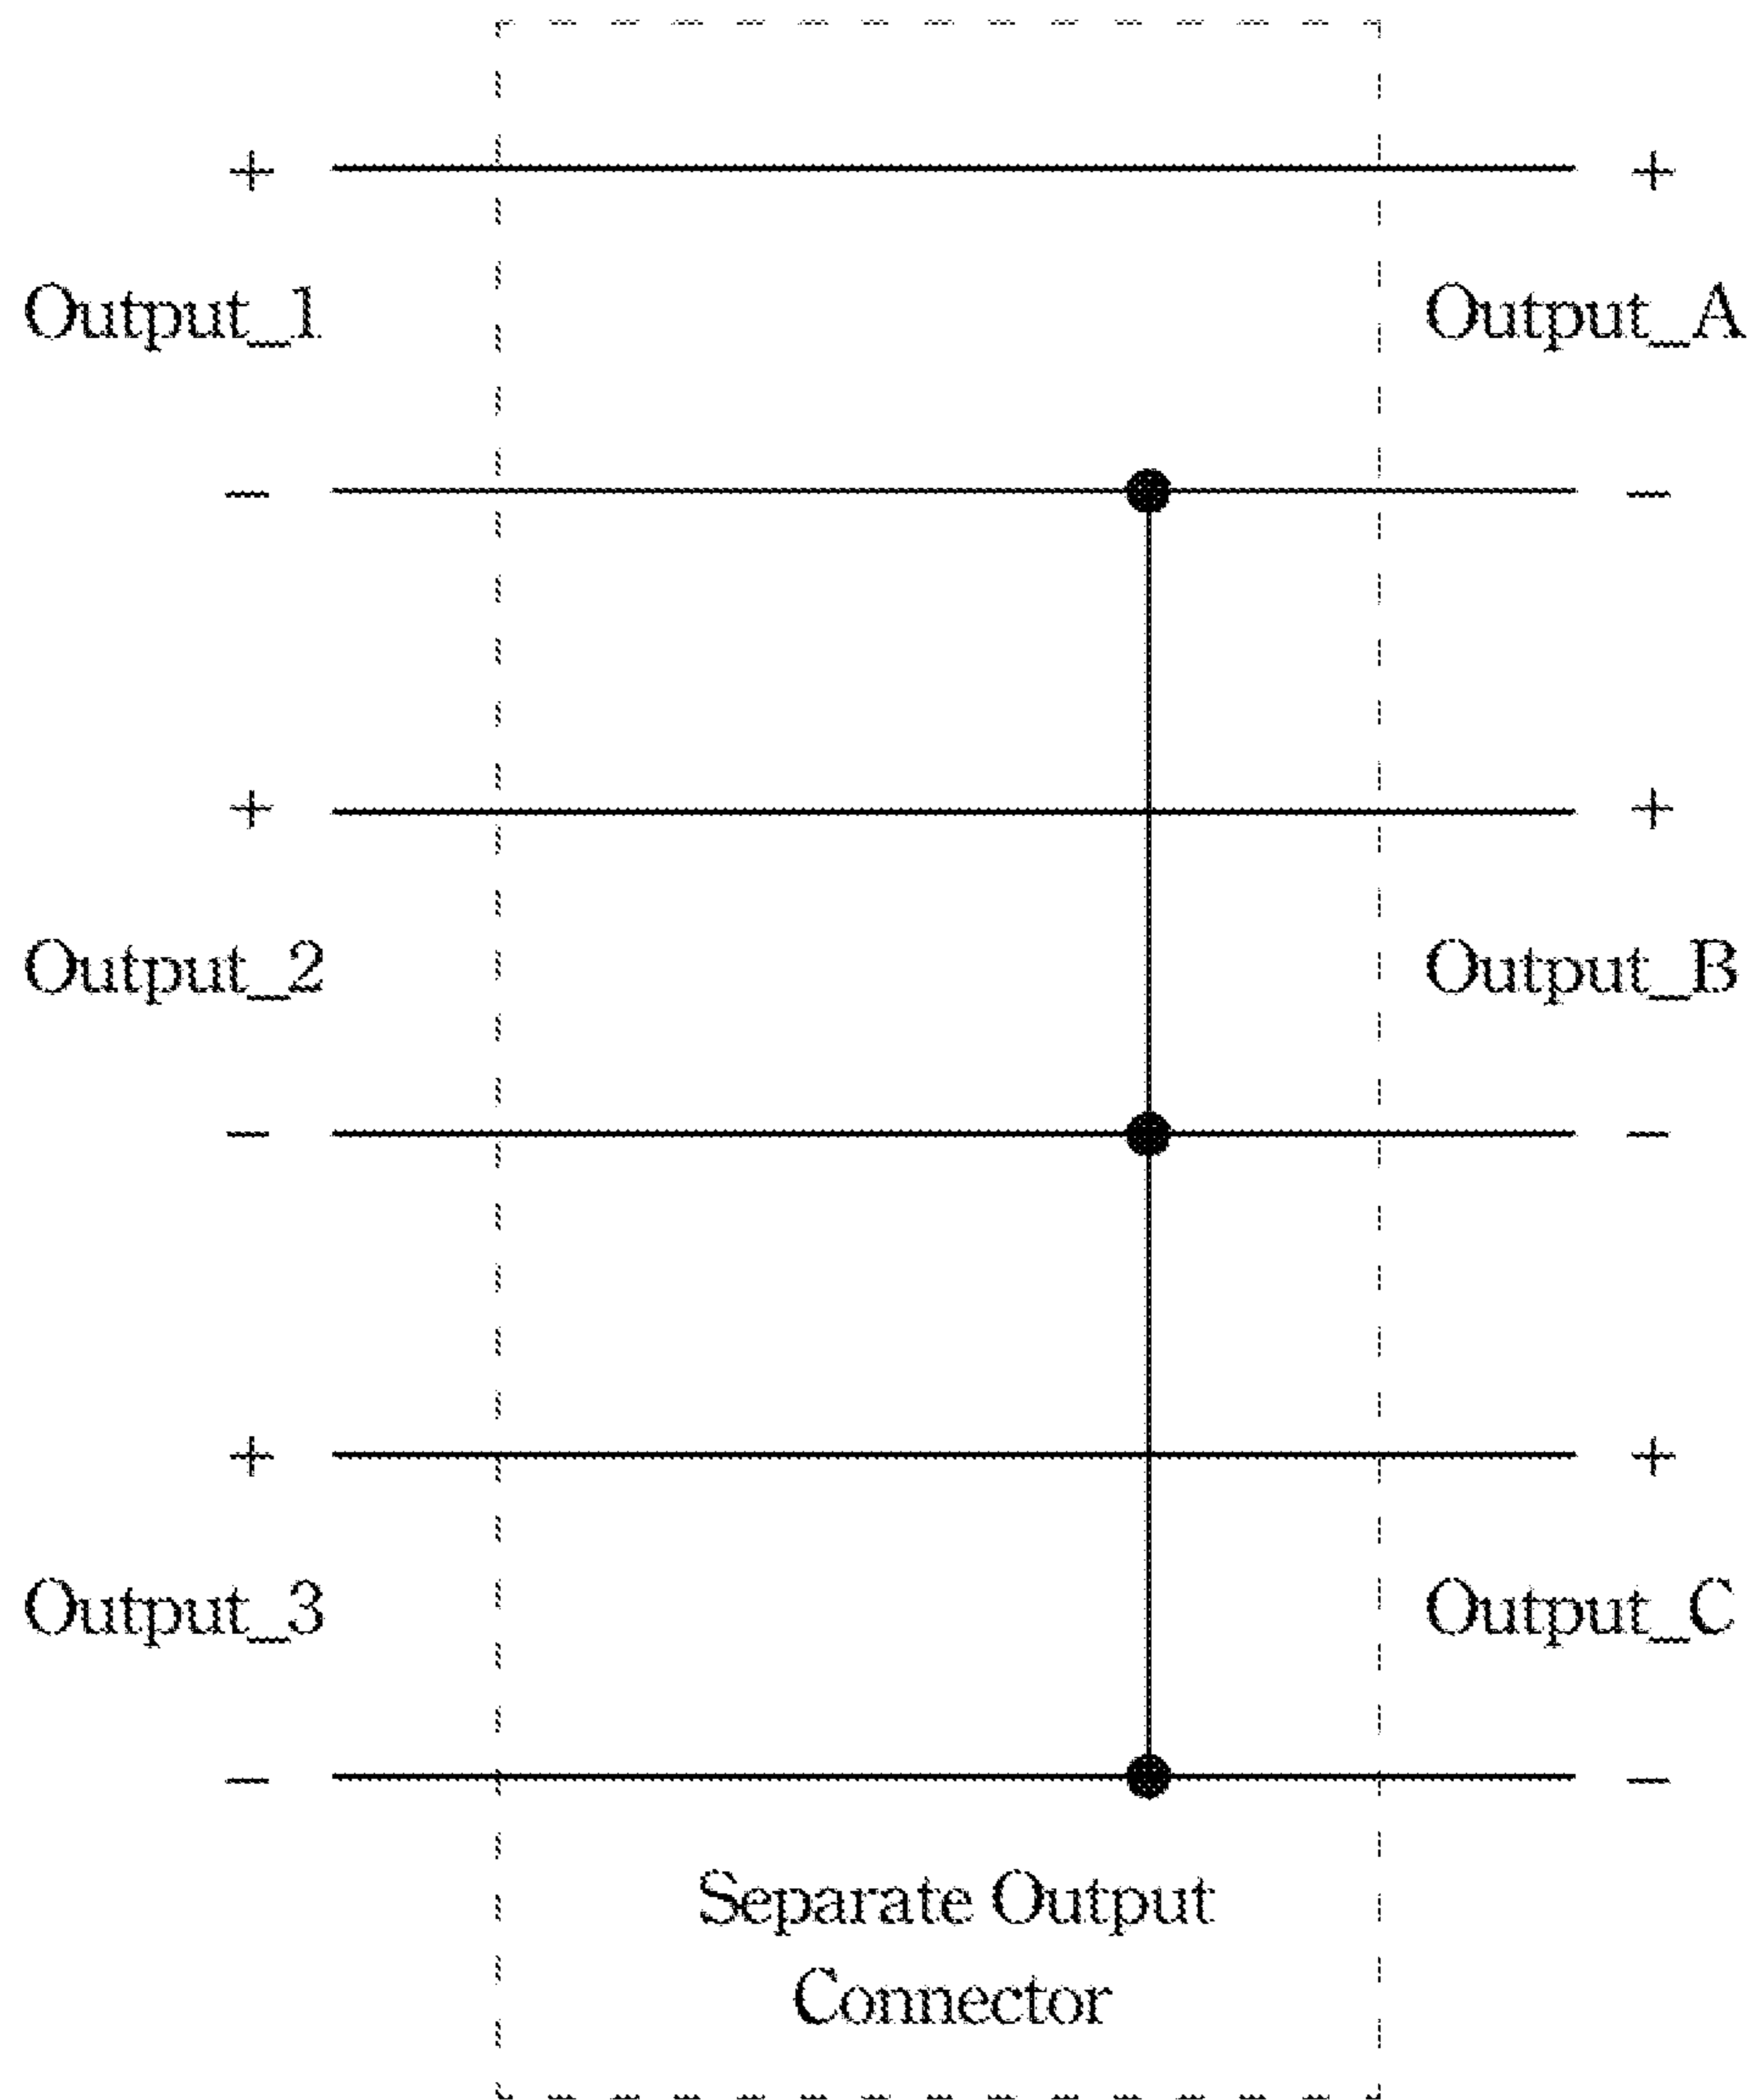 + +
Output_1 Output_A
− −
+ +
Output_2 Output_B
− −
+ +
Output_3 Output_C
− −
Separate Output
Connector